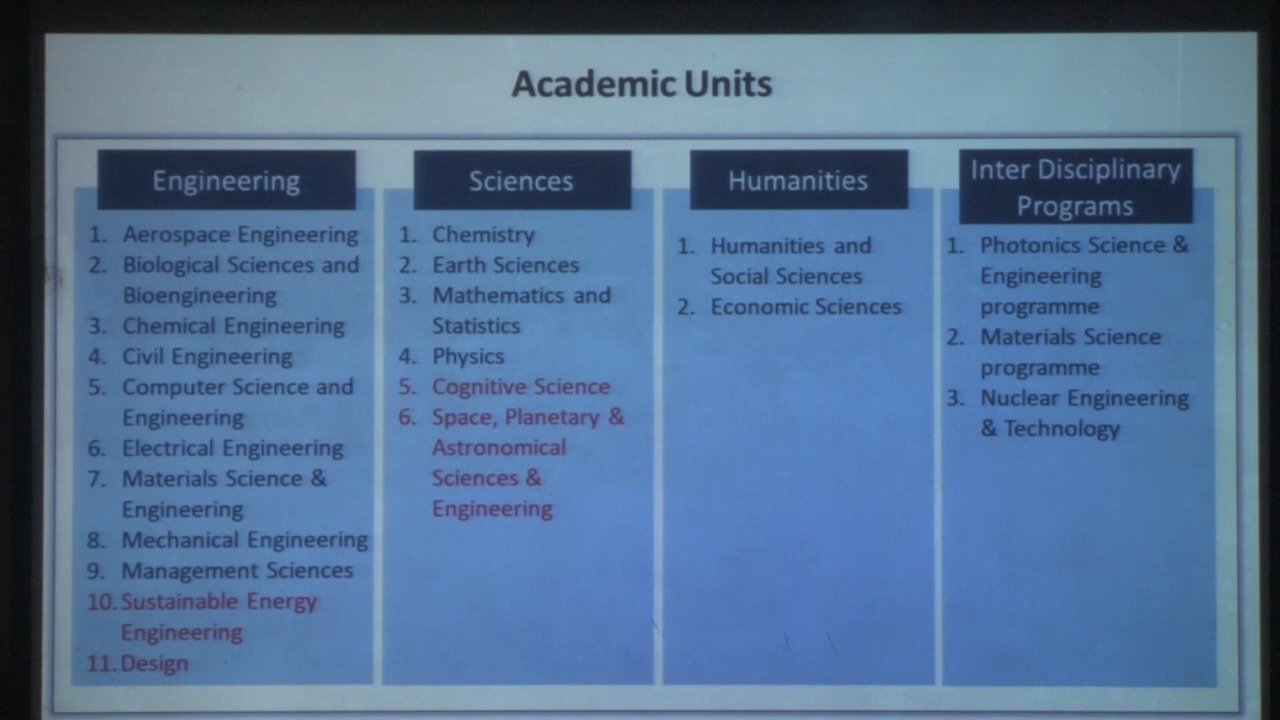 Academic Units
Engineering
1. Aerospace Engineering
2. Biological Sciences and
Bioengineering
3. Chemical Engineering
4. Civil Engineering
5. Computer Science and
Engineering
6. Electrical Engineering
7. Materials Science &
Engineering
8. Mechanical Engineering
9. Management Sciences
10. Sustainable Energy
Engineering
11. Design
Sciences
1. Chemistry
2. Earth Sciences
3. Mathematics and
Statistics
4. Physics
5. Cognitive Science
6. Space, Planetary &
Astronomical
Sciences &
Engineering
Humanities
1. Humanities and
Social Sciences
2. Economic Sciences
Inter Disciplinary
Programs
1. Photonics Science &
Engineering
programme
2. Materials Science
programme
3. Nuclear Engineering
& Technology